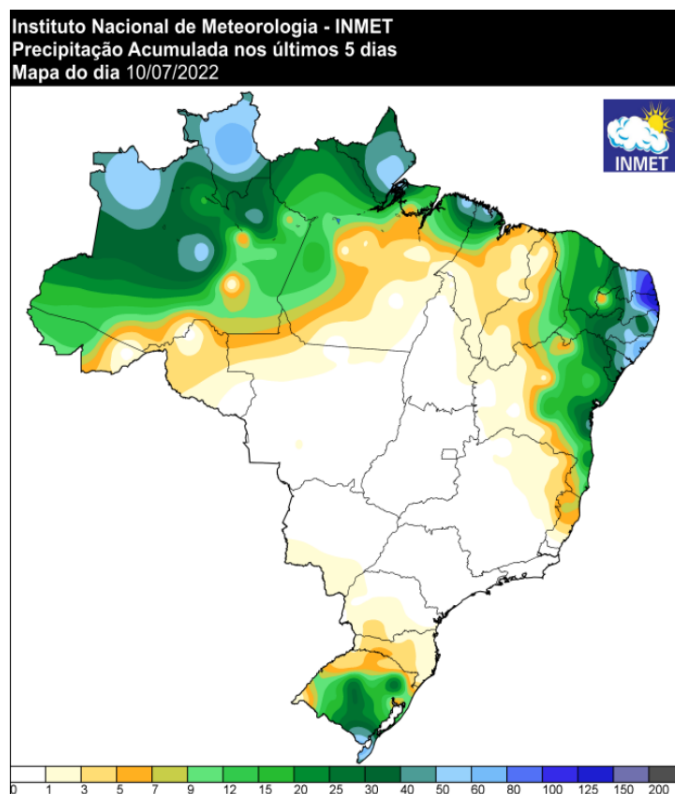 Instituto Nacional de Meteorologia - INMET
Precipitação Acumulada nos últimos 5 dias
Mapa do dia 10/07/2022
INMET
0 1 3 5 7 9 12 15 20 25 30 40 50 60 80 100 125 150 200